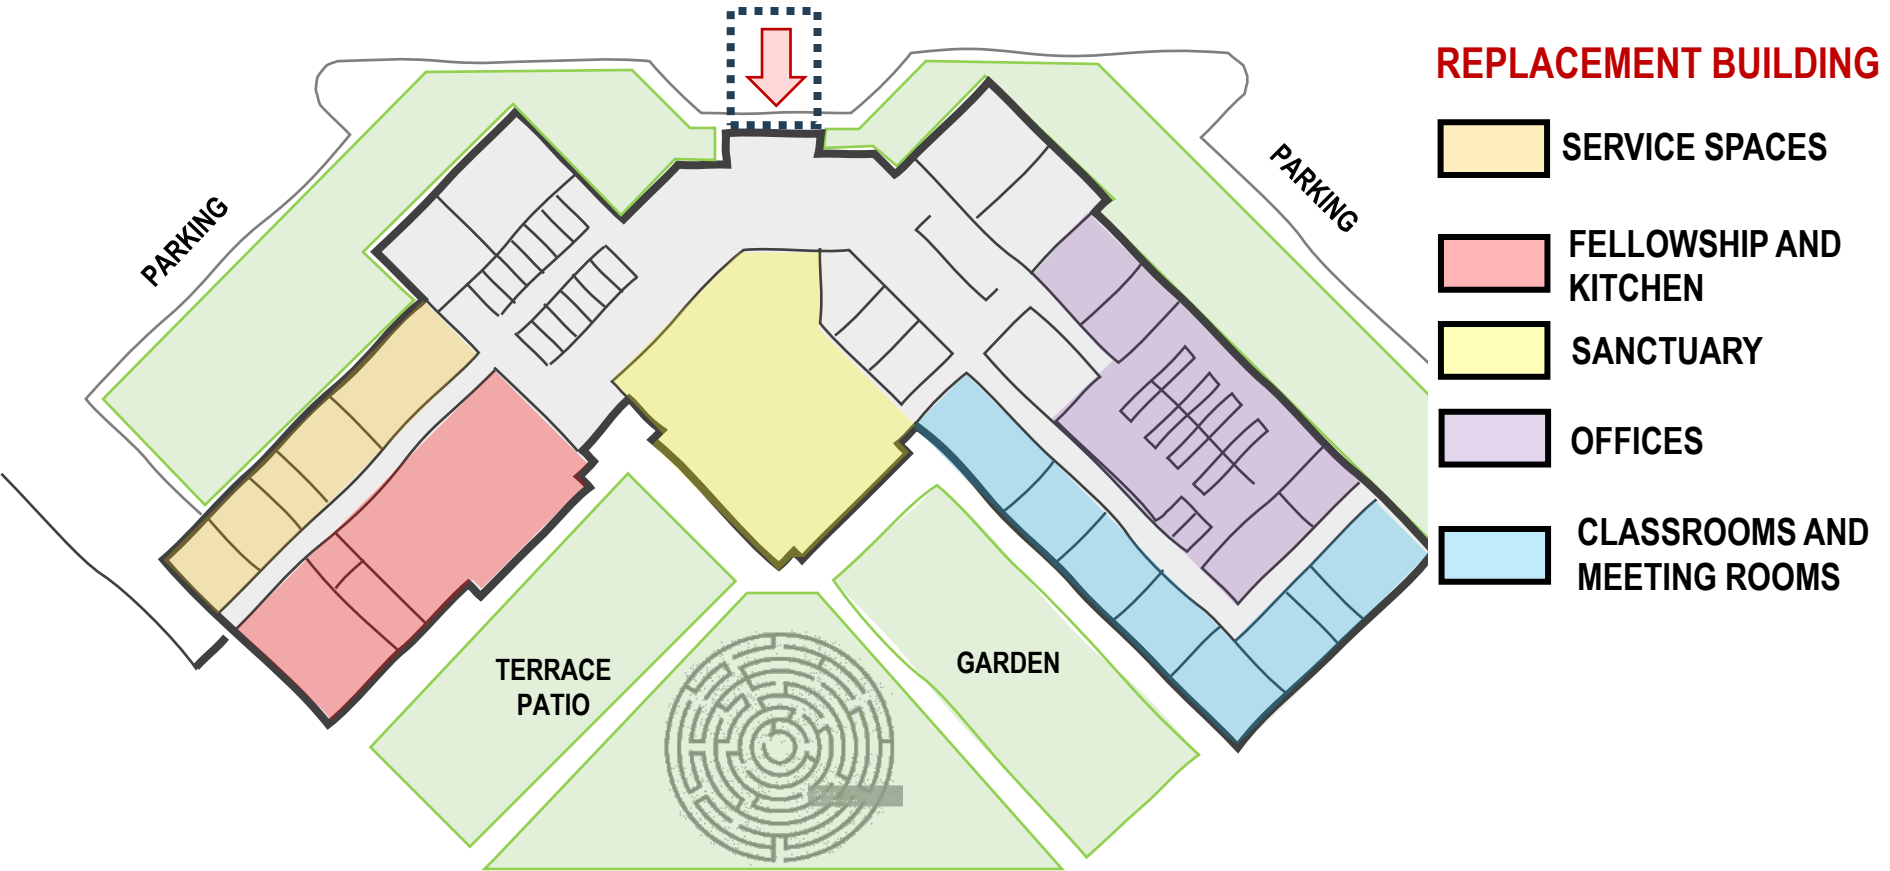 REPLACEMENT BUILDING
SERVICE SPACES
FELLOWSHIP AND
KITCHEN
SANCTUARY
OFFICES
CLASSROOMS AND
MEETING ROOMS
PARKING
PARKING
TERRACE
PATIO
GARDEN